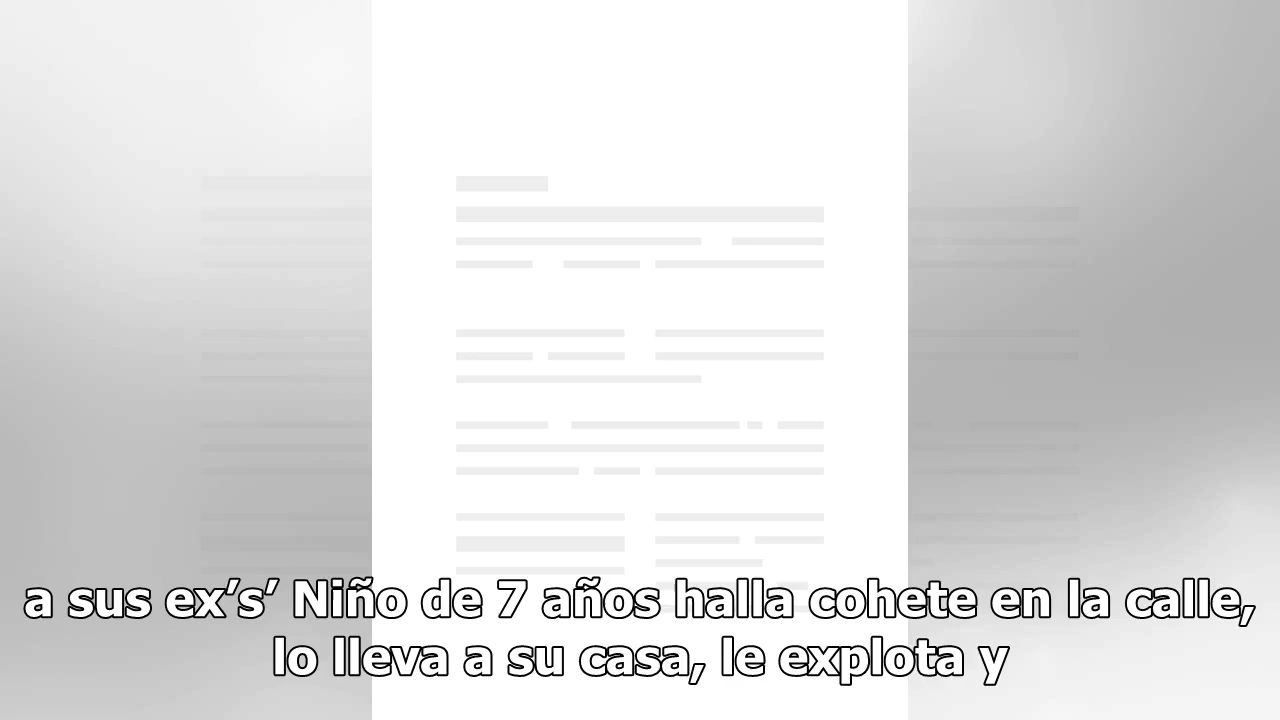 a sus ex’s’ Niño de 7 años halla cohete en la calle,
lo lleva a su casa, le explota y